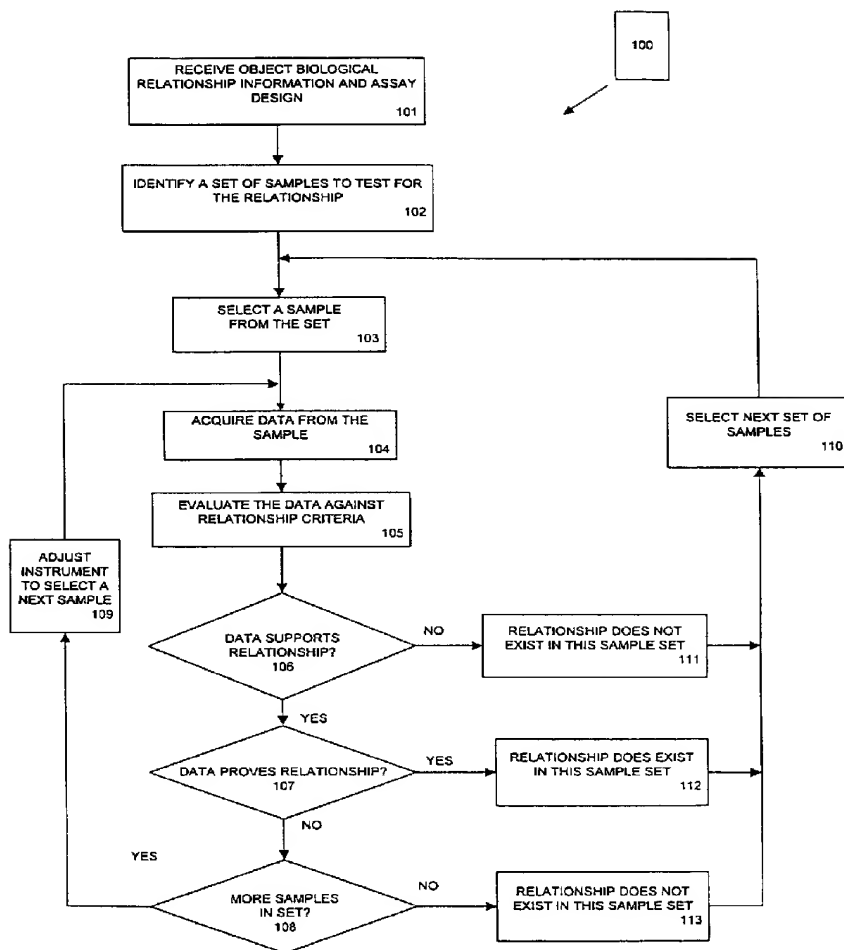 100
RECEIVE OBJECT BIOLOGICAL
RELATIONSHIP INFORMATION AND ASSAY
DESIGN
101
IDENTIFY A SET OF SAMPLES TO TEST FOR
THE RELATIONSHIP
102
SELECT A SAMPLE
FROM THE SET
103
ACQUIRE DATA FROM THE
SAMPLE
104
SELECT NEXT SET OF
SAMPLES
110
EVALUATE THE DATA AGAINST
RELATIONSHIP CRITERIA
105
ADJUST
INSTRUMENT
TO SELECT A
NEXT SAMPLE
109
DATA SUPPORTS
RELATIONSHIP?
106
NO
RELATIONSHIP DOES NOT
EXIST IN THIS SAMPLE SET
111
YES
DATA PROVES RELATIONSHIP?
107
YES
RELATIONSHIP DOES EXIST
IN THIS SAMPLE SET
112
NO
YES
MORE SAMPLES
IN SET?
108
NO
RELATIONSHIP DOES NOT
EXIST IN THIS SAMPLE SET
113